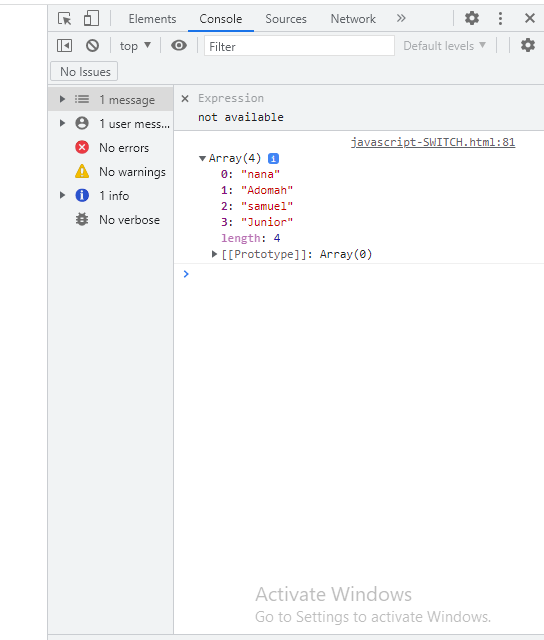 Elements Console Sources Network »
top ▼ Filter Default levels ▼
No Issues
1 message
1 user mess...
No errors
No warnings
1 info
No verbose
Expression
not available
javascript-SWITCH.html:81
▼Array(4) i
0: "nana"
1: "Adomah"
2: "samuel"
3: "Junior"
length: 4
▶[[Prototype]]: Array(0)
>
Activate Windows
Go to Settings to activate Windows.